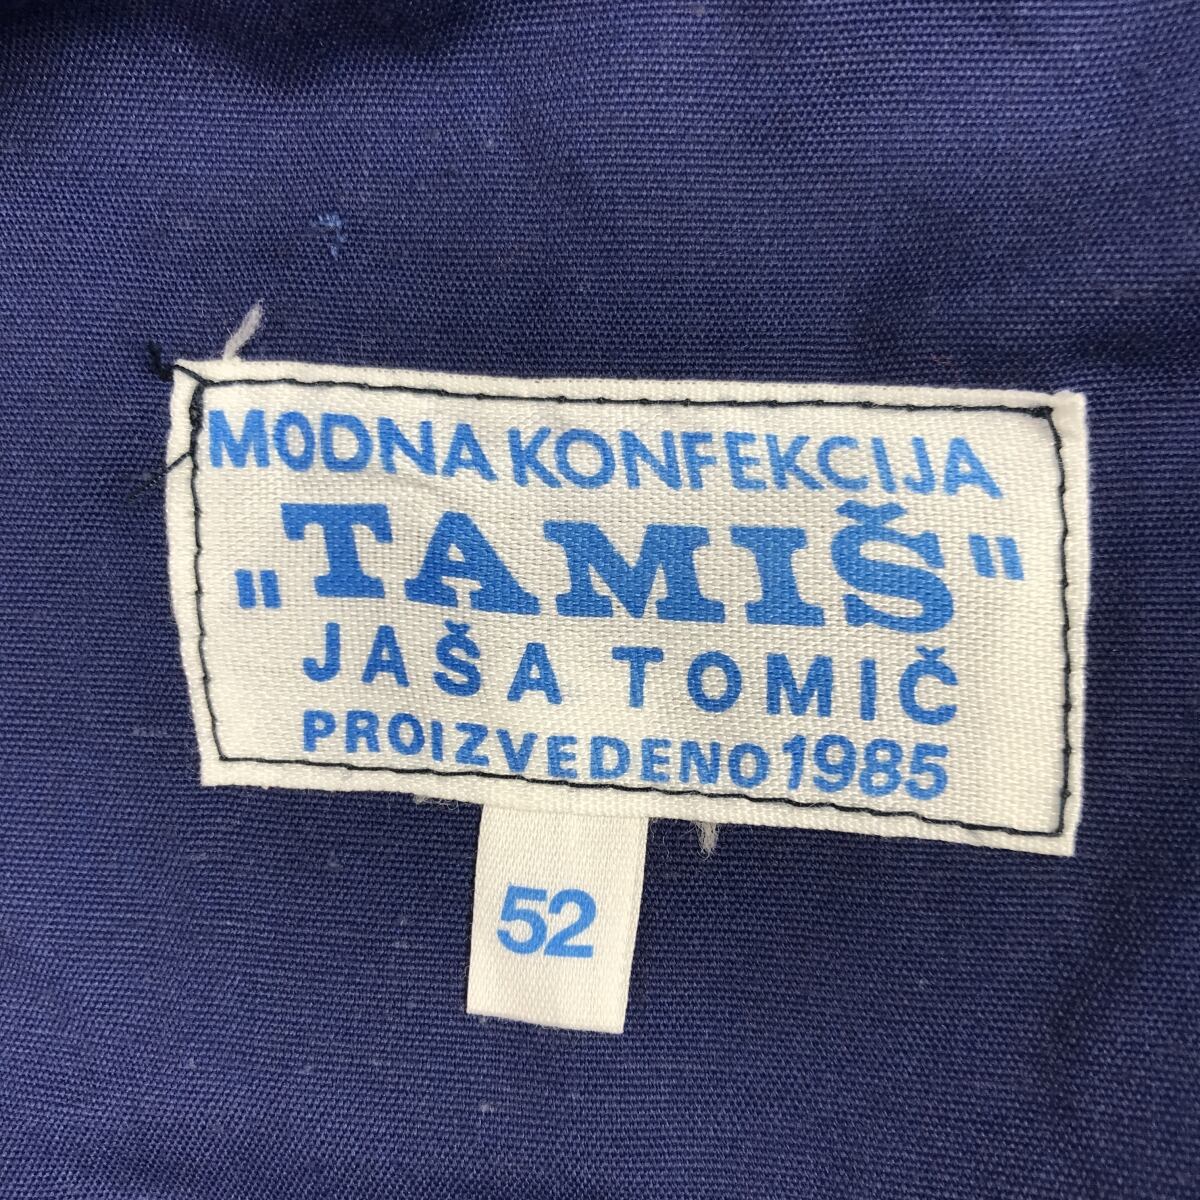 MODNA KONFEKCIJA
„TAMIŠ"
JAŠA TOMIČ
PROIZVEDENO 1985
52